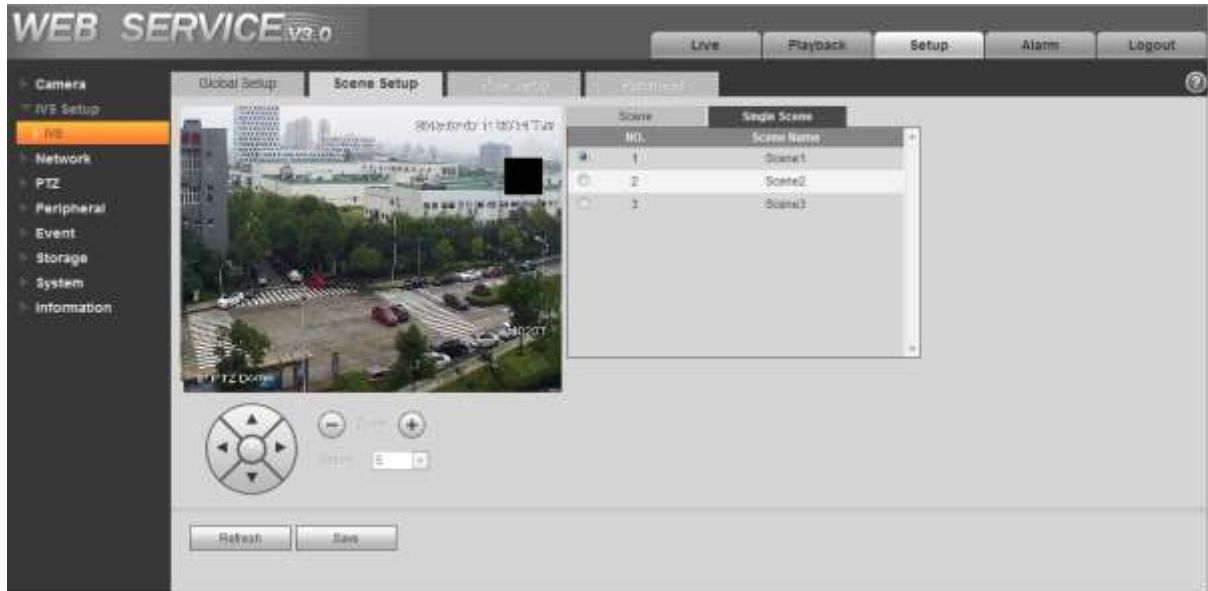 WEB SERVICE V3.0
Live Playback Setup Alarm Logout
Camera
IVS Setup
IVS
Network
PTZ
Peripheral
Event
Storage
System
Information
Global Setup Scene Setup
Scene Single Scene
NO. Scene Name
1 Scene1
2 Scene2
3 Scene3
PTZ Dome
5
Refresh Save